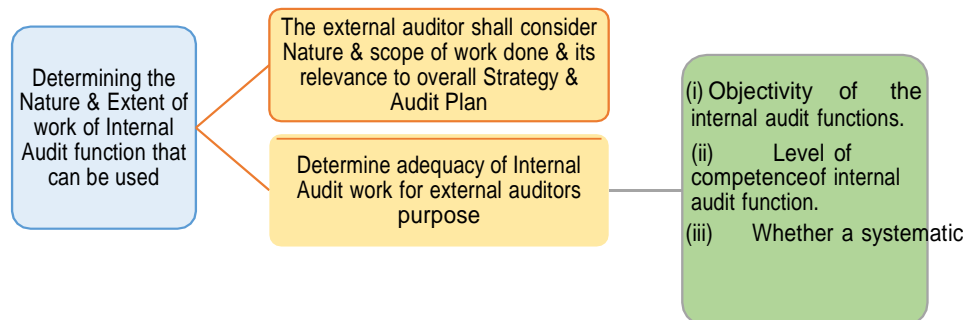 Determining the
Nature & Extent of
work of Internal
Audit function that
can be used
The external auditor shall consider
Nature & scope of work done & its
relevance to overall Strategy &
Audit Plan
Determine adequacy of Internal
Audit work for external auditors
purpose
(i) Objectivity of the
internal audit functions.
(ii) Level of
competenceof internal
audit function.
(iii) Whether a systematic